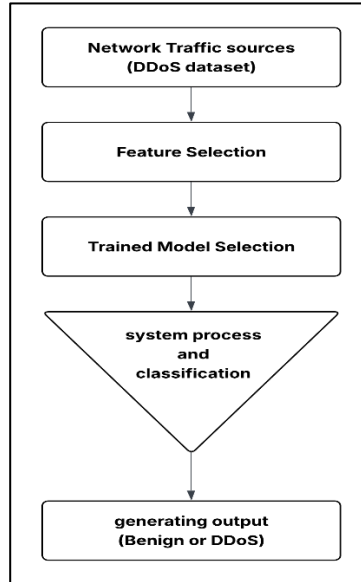 Network Traffic sources
(DDoS dataset)
Feature Selection
Trained Model Selection
system process
and
classification
generating output
(Benign or DDoS)